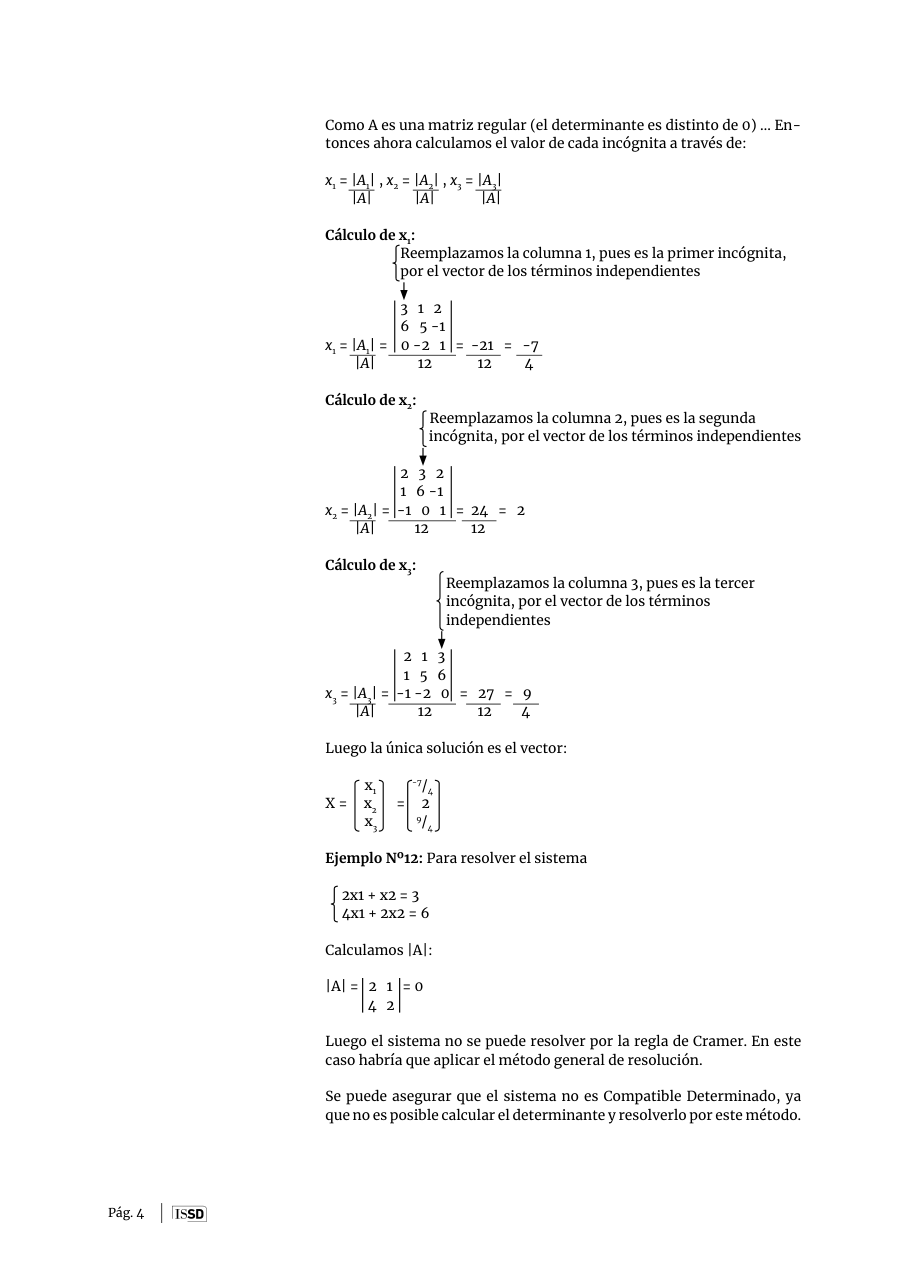 Como A es una matriz regular (el determinante es distinto de 0) ... En-
tonces ahora calculamos el valor de cada incógnita a través de:
x₁ = |A₁| , x₂ = |A₂| , x₃ = |A₃|
|A| |A| |A|
Cálculo de x₁:
Reemplazamos la columna 1, pues es la primer incógnita,
por el vector de los términos independientes
3 1 2
6 5 -1
x₁ = |A₁| = 0 -2 1 = -21 = -7
|A| 12 12 4
Cálculo de x₂:
Reemplazamos la columna 2, pues es la segunda
incógnita, por el vector de los términos independientes
2 3 2
1 6 -1
x₂ = |A₂| = -1 0 1 = 24 = 2
|A| 12 12
Cálculo de x₃:
Reemplazamos la columna 3, pues es la tercer
incógnita, por el vector de los términos
independientes
2 1 3
1 5 6
x₃ = |A₃| = -1 -2 0 = 27 = 9
|A| 12 12 4
Luego la única solución es el vector:
x₁ -7/4
X = x₂ = 2
x₃ 9/4
Ejemplo Nº12: Para resolver el sistema
2x1 + x2 = 3
4x1 + 2x2 = 6
Calculamos |A|:
|A| = 2 1 = 0
4 2
Luego el sistema no se puede resolver por la regla de Cramer. En este
caso habría que aplicar el método general de resolución.
Se puede asegurar que el sistema no es Compatible Determinado, ya
que no es posible calcular el determinante y resolverlo por este método.
Pág. 4 | ISSD